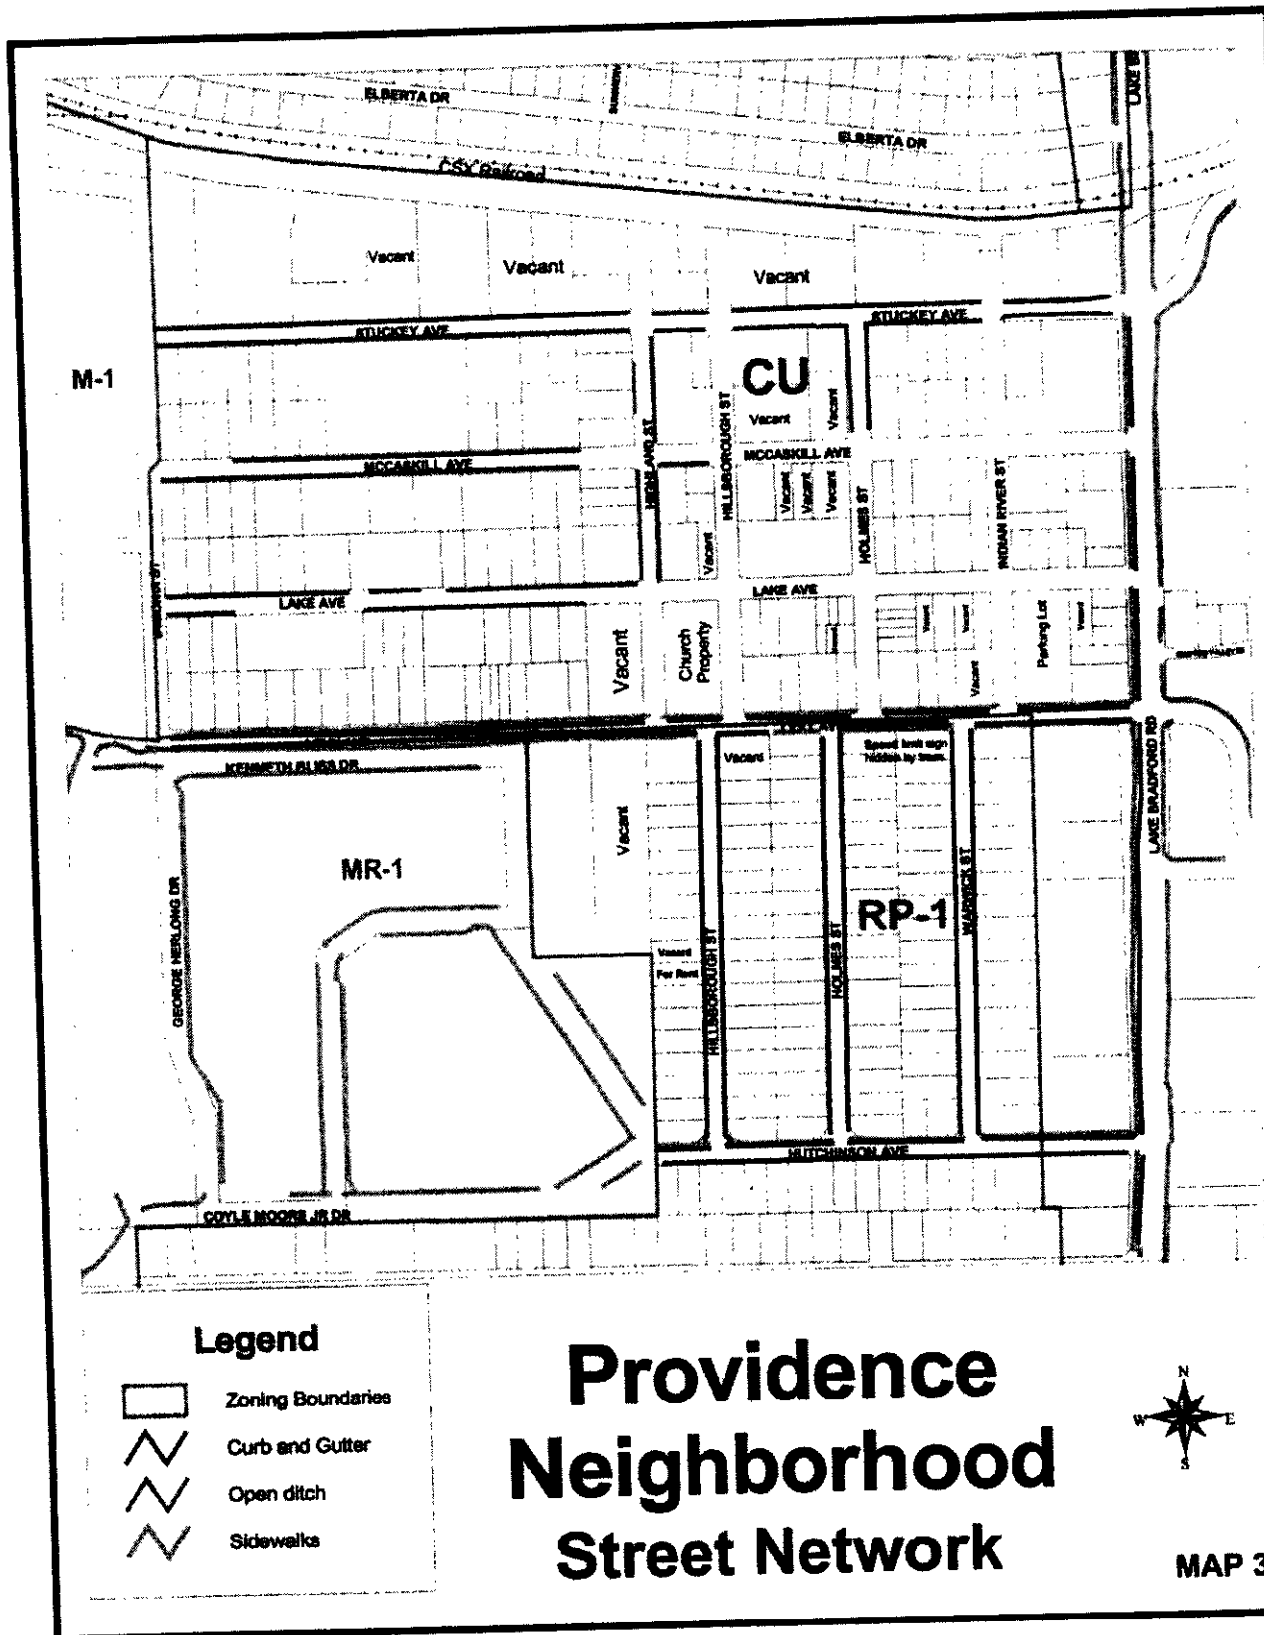 ELBERTA DR
LAKE
ELBERTA DR
CSX Railroad
Vacant
Vacant
Vacant
STUCKEY AVE
STUCKEY AVE
M-1
CU
HIGHLAND ST
HILLSBOROUGH ST
Vacant
Vacant
MCCASKILL AVE
MCCASKILL AVE
Vacant
Vacant
Vacant
HOLMES ST
INDIAN RIVER ST
Vacant
LAKE AVE
LAKE AVE
Vacant
Church
Property
Vacant
Vacant
Vacant
Parking Lot
Vacant
KENNETH BLISS DR
Vacant
Speed limit sign
hidden by trees.
LAKE BRADFORD RD
Vacant
MR-1
GEORGE HERLONG DR
RP-1
WARWICK ST
Vacant
For Rent
HILLSBOROUGH ST
HOLMES ST
HUTCHINSON AVE
COYLE MOORE JR DR
Legend
Zoning Boundaries
Curb and Gutter
Open ditch
Sidewalks
Providence
Neighborhood
Street Network
N
W
E
S
MAP 3